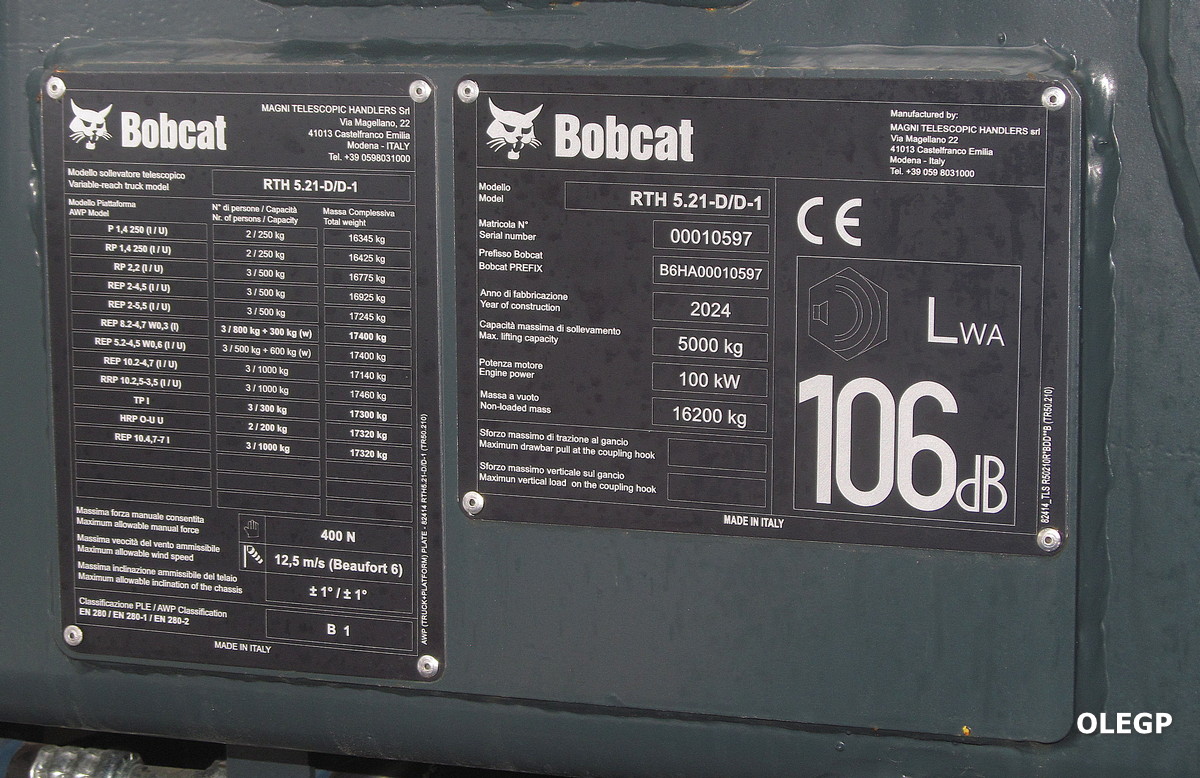 Bobcat
MAGNI TELESCOPIC HANDLERS Srl
Via Magellano, 22
41013 Castelfranco Emilia
Modena - ITALY
Tel. +39 0598031000
Modello sollevatore telescopico
Variable-reach truck model
RTH 5.21-D/D-1
Modello Piattaforma
AWP Model
N° di persone / Capacità
Nr. of persons / Capacity
Massa Complessiva
Total weight
P 1,4 250 (I / U) 2 / 250 kg 16345 kg
RP 1,4 250 (I / U) 2 / 250 kg 16425 kg
RP 2,2 (I / U) 3 / 500 kg 16775 kg
REP 2-4,5 (I / U) 3 / 500 kg 16925 kg
REP 2-5,5 (I / U) 3 / 500 kg 17245 kg
REP 8.2-4,7 W0,3 (I) 3 / 800 kg + 300 kg (w) 17400 kg
REP 5.2-4,5 W0,6 (I / U) 3 / 500 kg + 600 kg (w) 17400 kg
REP 10.2-4,7 (I / U) 3 / 1000 kg 17140 kg
RRP 10.2,5-3,5 (I / U) 3 / 1000 kg 17460 kg
TP I 3 / 300 kg 17300 kg
HRP O-U U 2 / 200 kg 17320 kg
REP 10.4,7-7 I 3 / 1000 kg 17320 kg
Massima forza manuale consentita
Maximum allowable manual force
400 N
Massima veocità del vento ammissibile
Maximum allowable wind speed
12,5 m/s (Beaufort 6)
Massima inclinazione ammissibile del telaio
Maximum allowable inclination of the chassis
± 1° / ± 1°
Classificazione PLE / AWP Classification
EN 280 / EN 280-1 / EN 280-2
B 1
MADE IN ITALY
AWP (TRUCK+PLATFORM) PLATE - 82414 RTH5.21-D/D-1 (TR50.210)
Bobcat
Manufactured by:
MAGNI TELESCOPIC HANDLERS srl
Via Magellano 22
41013 Castelfranco Emilia
Modena - Italy
Tel. +39 059 8031000
Modello
Model
RTH 5.21-D/D-1
Matricola N°
Serial number
00010597
Prefisso Bobcat
Bobcat PREFIX
B6HA00010597
Anno di fabbricazione
Year of construction
2024
Capacità massima di sollevamento
Max. lifting capacity
5000 kg
Potenza motore
Engine power
100 kW
Massa a vuoto
Non-loaded mass
16200 kg
Sforzo massimo di trazione al gancio
Maximum drawbar pull at the coupling hook
Sforzo massimo verticale sul gancio
Maximun vertical load on the coupling hook
CE
LWA
106dB
MADE IN ITALY
82414_TLS R50210R*BDD**B (TR50.210)
OLEGP